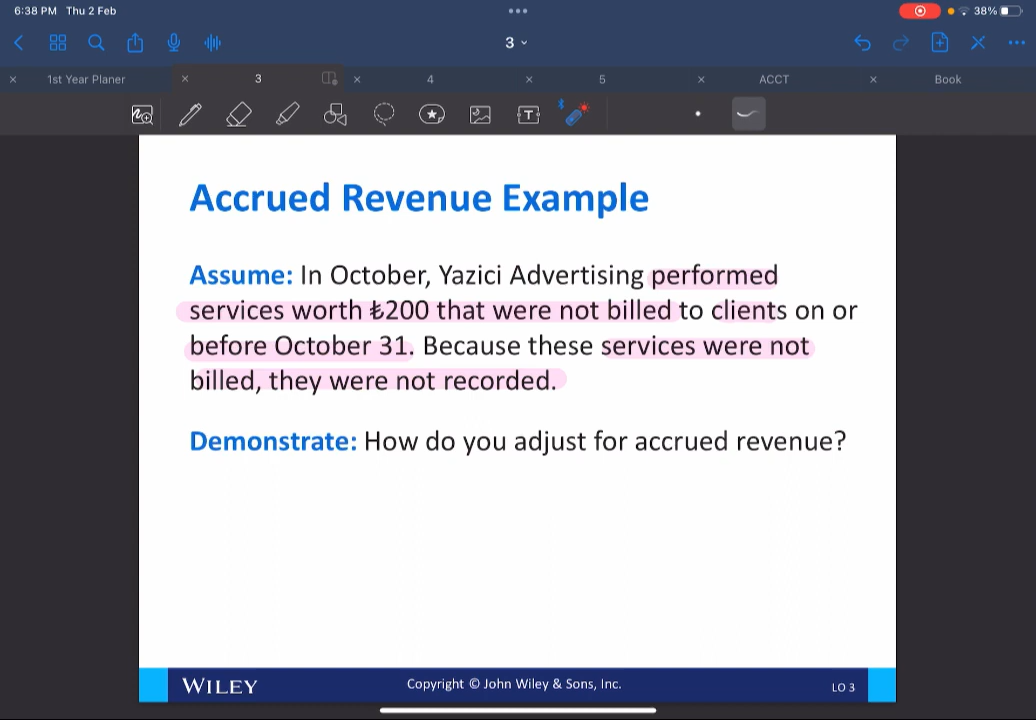 6:38 PM Thu 2 Feb
38%
3
1st Year Planer
3
4
5
ACCT
Book
T
Accrued Revenue Example
Assume: In October, Yazici Advertising performed
services worth ₺200 that were not billed to clients on or
before October 31. Because these services were not
billed, they were not recorded.
Demonstrate: How do you adjust for accrued revenue?
WILEY
Copyright © John Wiley & Sons, Inc.
LO 3